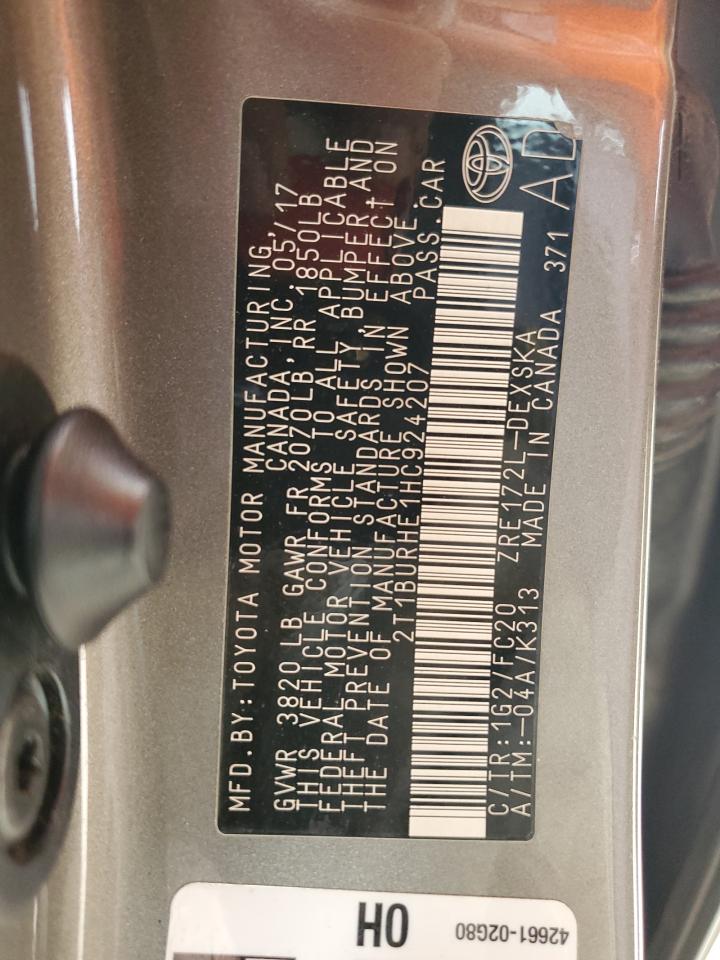 MFD.BY:TOYOTA MOTOR MANUFACTURING,
CANADA, INC. 05/17
GVWR 3820 LB GAWR FR 2070LB, RR 1850LB
THIS VEHICLE CONFORMS TO ALL APPLICABLE
FEDERAL MOTOR VEHICLE SAFETY, BUMPER, AND
THEFT PREVENTION STANDARDS IN EFFECT ON
THE DATE OF MANUFACTURE SHOWN ABOVE.
2T1BURHE1HC924207 PASS.CAR
C/TR:1G2/FC20 ZRE172L-DEXSKA
A/TM:-04A/K313 MADE IN CANADA 371
AD
OH
42661-02G80